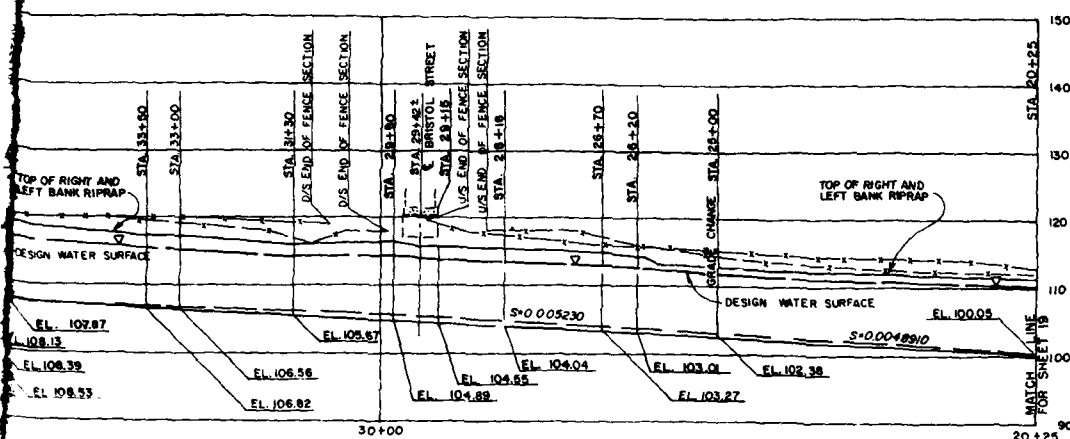 150
140
130
120
110
100
90
STA. 33+50
STA. 33+00
STA. 31+30
D/S END OF FENCE SECTION
D/S END OF FENCE SECTION
STA. 29+80
STA. 29+42±
℄ BRISTOL STREET
STA. 29+15
U/S END OF FENCE SECTION
U/S END OF FENCE SECTION
STA. 28+16
STA. 26+70
STA. 26+20
GRADE CHANGE STA. 25+00
STA. 20+25
TOP OF RIGHT AND
LEFT BANK RIPRAP
TOP OF RIGHT AND
LEFT BANK RIPRAP
DESIGN WATER SURFACE
DESIGN WATER SURFACE
S=0.005230
S=0.0048910
EL. 107.87
EL. 108.13
EL. 108.39
EL. 108.53
EL. 106.56
EL. 106.82
EL. 105.67
EL. 104.89
EL. 104.55
EL. 104.04
EL. 103.27
EL. 103.01
EL. 102.38
EL. 100.05
MATCH LINE
FOR SHEET 19
30+00
20+25